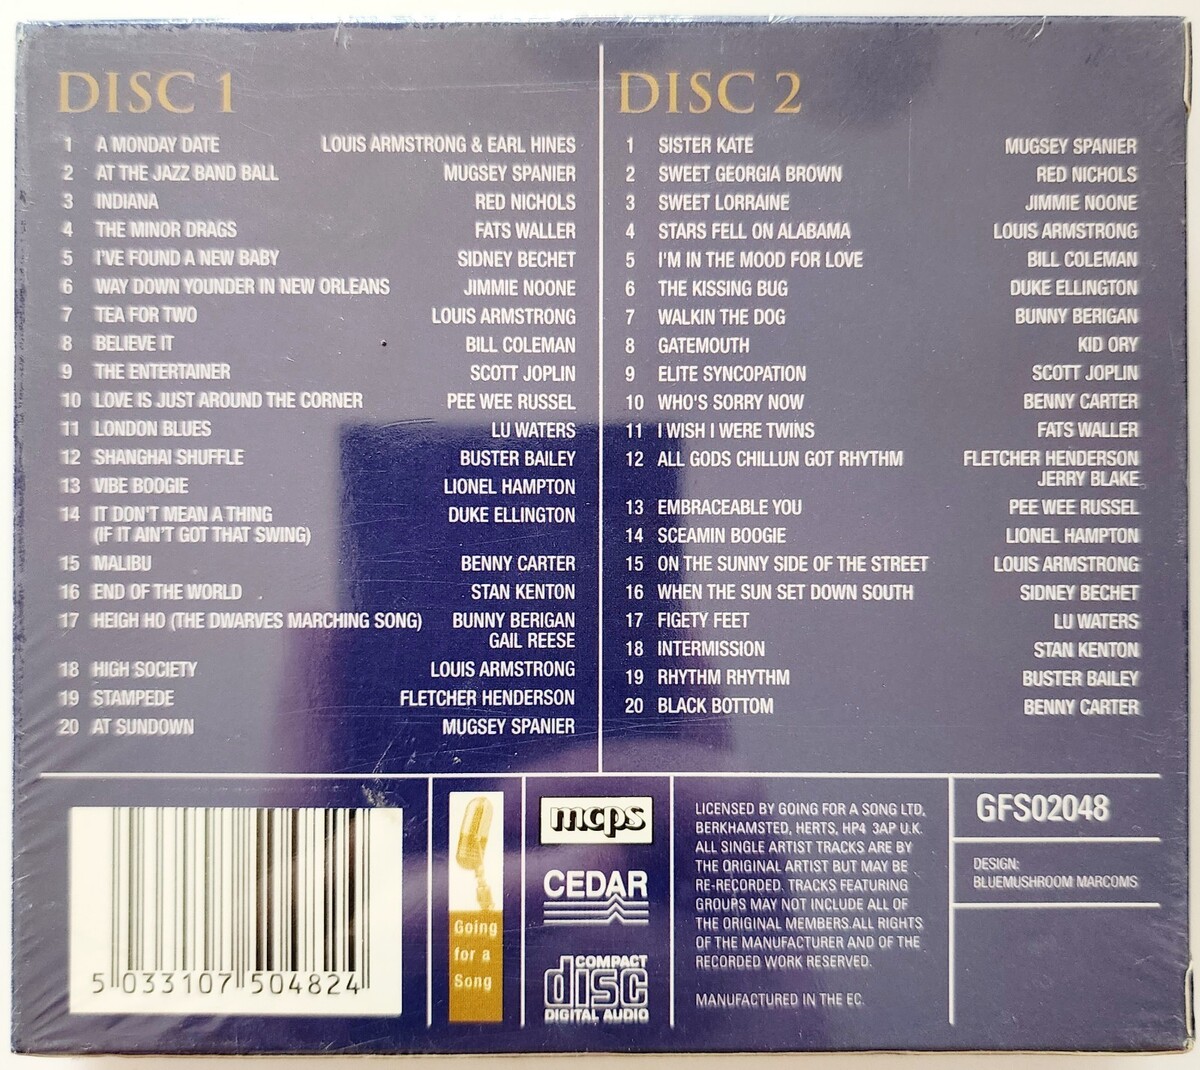 DISC 1
1 A MONDAY DATE LOUIS ARMSTRONG & EARL HINES
2 AT THE JAZZ BAND BALL MUGSEY SPANIER
3 INDIANA RED NICHOLS
4 THE MINOR DRAGS FATS WALLER
5 I'VE FOUND A NEW BABY SIDNEY BECHET
6 WAY DOWN YOUNDER IN NEW ORLEANS JIMMIE NOONE
7 TEA FOR TWO LOUIS ARMSTRONG
8 BELIEVE IT BILL COLEMAN
9 THE ENTERTAINER SCOTT JOPLIN
10 LOVE IS JUST AROUND THE CORNER PEE WEE RUSSEL
11 LONDON BLUES LU WATERS
12 SHANGHAI SHUFFLE BUSTER BAILEY
13 VIBE BOOGIE LIONEL HAMPTON
14 IT DON'T MEAN A THING DUKE ELLINGTON
(IF IT AIN'T GOT THAT SWING)
15 MALIBU BENNY CARTER
16 END OF THE WORLD STAN KENTON
17 HEIGH HO (THE DWARVES MARCHING SONG) BUNNY BERIGAN
GAIL REESE
18 HIGH SOCIETY LOUIS ARMSTRONG
19 STAMPEDE FLETCHER HENDERSON
20 AT SUNDOWN MUGSEY SPANIER
DISC 2
1 SISTER KATE MUGSEY SPANIER
2 SWEET GEORGIA BROWN RED NICHOLS
3 SWEET LORRAINE JIMMIE NOONE
4 STARS FELL ON ALABAMA LOUIS ARMSTRONG
5 I'M IN THE MOOD FOR LOVE BILL COLEMAN
6 THE KISSING BUG DUKE ELLINGTON
7 WALKIN THE DOG BUNNY BERIGAN
8 GATEMOUTH KID ORY
9 ELITE SYNCOPATION SCOTT JOPLIN
10 WHO'S SORRY NOW BENNY CARTER
11 I WISH I WERE TWINS FATS WALLER
12 ALL GODS CHILLUN GOT RHYTHM FLETCHER HENDERSON
JERRY BLAKE
13 EMBRACEABLE YOU PEE WEE RUSSEL
14 SCEAMIN BOOGIE LIONEL HAMPTON
15 ON THE SUNNY SIDE OF THE STREET LOUIS ARMSTRONG
16 WHEN THE SUN SET DOWN SOUTH SIDNEY BECHET
17 FIGETY FEET LU WATERS
18 INTERMISSION STAN KENTON
19 RHYTHM RHYTHM BUSTER BAILEY
20 BLACK BOTTOM BENNY CARTER
5 033107 504824
Going
for a
Song
mcps
CEDAR
COMPACT
disc
DIGITAL AUDIO
LICENSED BY GOING FOR A SONG LTD,
BERKHAMSTED, HERTS, HP4 3AP U.K.
ALL SINGLE ARTIST TRACKS ARE BY
THE ORIGINAL ARTIST BUT MAY BE
RE-RECORDED. TRACKS FEATURING
GROUPS MAY NOT INCLUDE ALL OF
THE ORIGINAL MEMBERS.ALL RIGHTS
OF THE MANUFACTURER AND OF THE
RECORDED WORK RESERVED.
MANUFACTURED IN THE EC.
GFS02048
DESIGN:
BLUEMUSHROOM MARCOMS